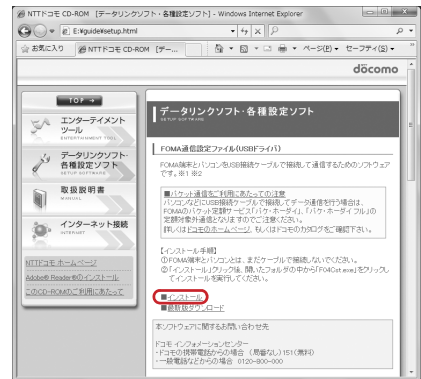 NTTドコモ CD-ROM [データリンクソフト・各種設定ソフト] - Windows Internet Explorer
E:¥guide¥setup.html
お気に入り
NTTドコモ CD-ROM [デー...
ページ(P)
セーフティ(S)
döcomo
TOP
エンターテイメント
ツール
ENTERTAINMENT TOOL
データリンクソフト・
各種設定ソフト
SETUP SOFTWARE
取扱説明書
MANUAL
インターネット接続
INTERNET
NTTドコモ ホームページ
Adobe® Reader®のインストール
このCD-ROMのご利用にあたって
データリンクソフト・各種設定ソフト
SETUP SOFTWARE
FOMA通信設定ファイル(USBドライバ)
FOMA端末とパソコンをUSB接続ケーブルで接続して通信するためのソフトウェア
です。※1 ※2
■パケット通信をご利用にあたっての注意
パソコンなどにUSB接続ケーブルで接続してデータ通信を行う場合は、
FOMAのパケット定額サービス「パケ・ホーダイ」、「パケ・ホーダイフル」の
定額対象外通信となりますのでご注意ください。
詳しくはドコモのホームページ、もしくはドコモのカタログをご確認下さい。
【インストール手順】
①FOMA端末とパソコンとは、まだケーブルで接続しないでください。
②「インストール」クリック後、開いたフォルダの中から「F04Cst.exe」をクリックし
てインストールを実行してください。
■インストール
■最新版ダウンロード
本ソフトウェアに関するお問い合わせ先
ドコモ インフォメーションセンター
・ドコモの携帯電話からの場合 (局番なし)151(無料)
・一般電話などからの場合 0120-800-000